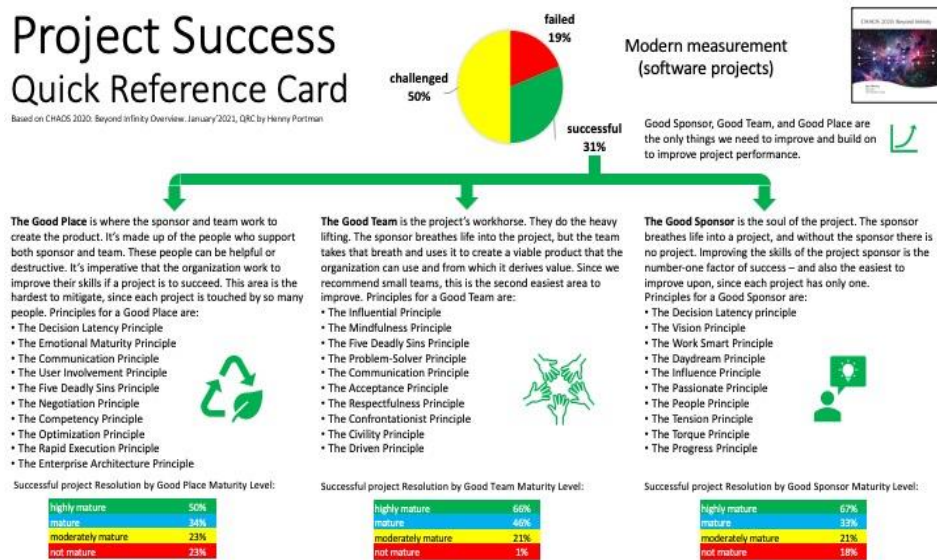 Project Success
Quick Reference Card
Based on CHAOS 2020: Beyond Infinity Overview. January'2021, QRC by Henny Portman
failed
19%
challenged
50%
successful
31%
Modern measurement
(software projects)
CHAOS 2020: Beyond Infinity
Good Sponsor, Good Team, and Good Place are
the only things we need to improve and build on
to improve project performance.
The Good Place is where the sponsor and team work to
create the product. It's made up of the people who support
both sponsor and team. These people can be helpful or
destructive. It's imperative that the organization work to
improve their skills if a project is to succeed. This area is the
hardest to mitigate, since each project is touched by so many
people. Principles for a Good Place are:
• The Decision Latency Principle
• The Emotional Maturity Principle
• The Communication Principle
• The User Involvement Principle
• The Five Deadly Sins Principle
• The Negotiation Principle
• The Competency Principle
• The Optimization Principle
• The Rapid Execution Principle
• The Enterprise Architecture Principle
Successful project Resolution by Good Place Maturity Level:
highly mature 50%
mature 34%
moderately mature 23%
not mature 23%
The Good Team is the project's workhorse. They do the heavy
lifting. The sponsor breathes life into the project, but the team
takes that breath and uses it to create a viable product that the
organization can use and from which it derives value. Since we
recommend small teams, this is the second easiest area to
improve. Principles for a Good Team are:
• The Influential Principle
• The Mindfulness Principle
• The Five Deadly Sins Principle
• The Problem-Solver Principle
• The Communication Principle
• The Acceptance Principle
• The Respectfulness Principle
• The Confrontationist Principle
• The Civility Principle
• The Driven Principle
Successful project Resolution by Good Team Maturity Level:
highly mature 66%
mature 46%
moderately mature 21%
not mature 1%
The Good Sponsor is the soul of the project. The sponsor
breathes life into a project, and without the sponsor there is
no project. Improving the skills of the project sponsor is the
number-one factor of success – and also the easiest to
improve upon, since each project has only one.
Principles for a Good Sponsor are:
• The Decision Latency principle
• The Vision Principle
• The Work Smart Principle
• The Daydream Principle
• The Influence Principle
• The Passionate Principle
• The People Principle
• The Tension Principle
• The Torque Principle
• The Progress Principle
Successful project Resolution by Good Sponsor Maturity Level:
highly mature 67%
mature 33%
moderately mature 21%
not mature 18%